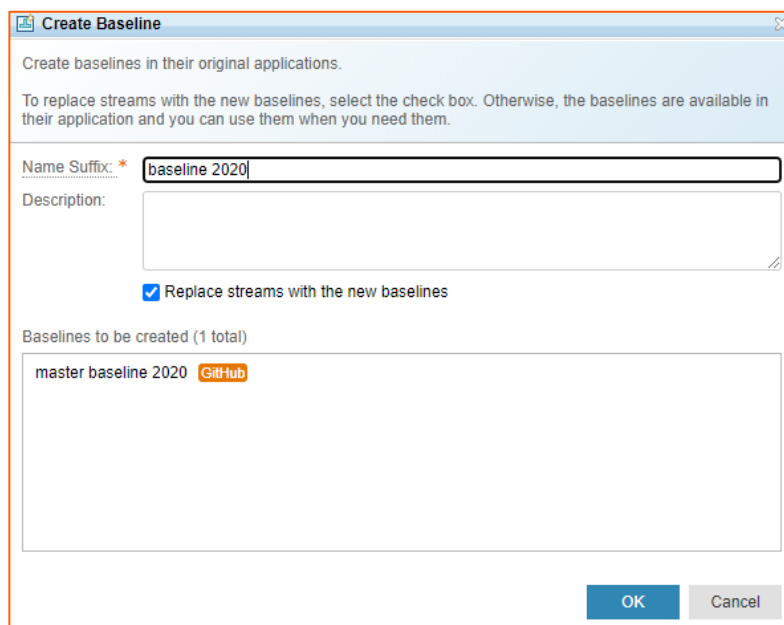 Create Baseline
Create baselines in their original applications.
To replace streams with the new baselines, select the check box. Otherwise, the baselines are available in
their application and you can use them when you need them.
Name Suffix: * baseline 2020
Description:
Replace streams with the new baselines
Baselines to be created (1 total)
master baseline 2020 GitHub
OK Cancel